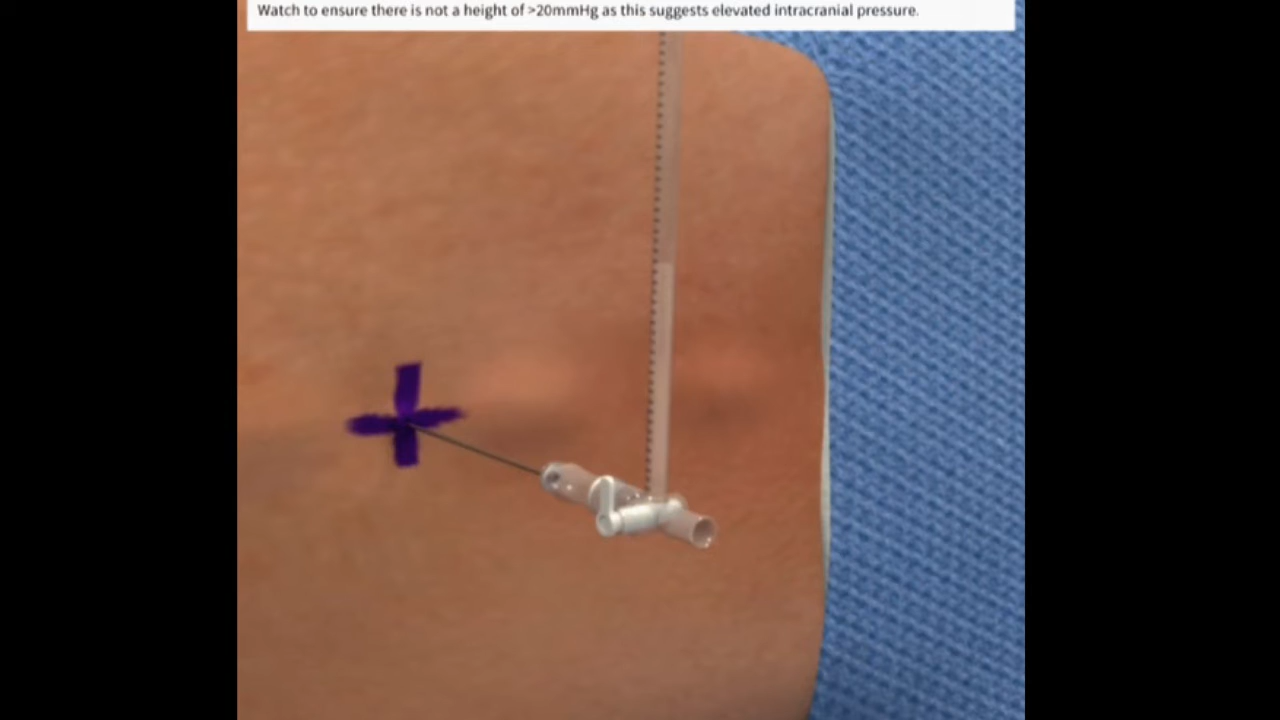 Watch to ensure there is not a height of >20mmHg as this suggests elevated intracranial pressure.